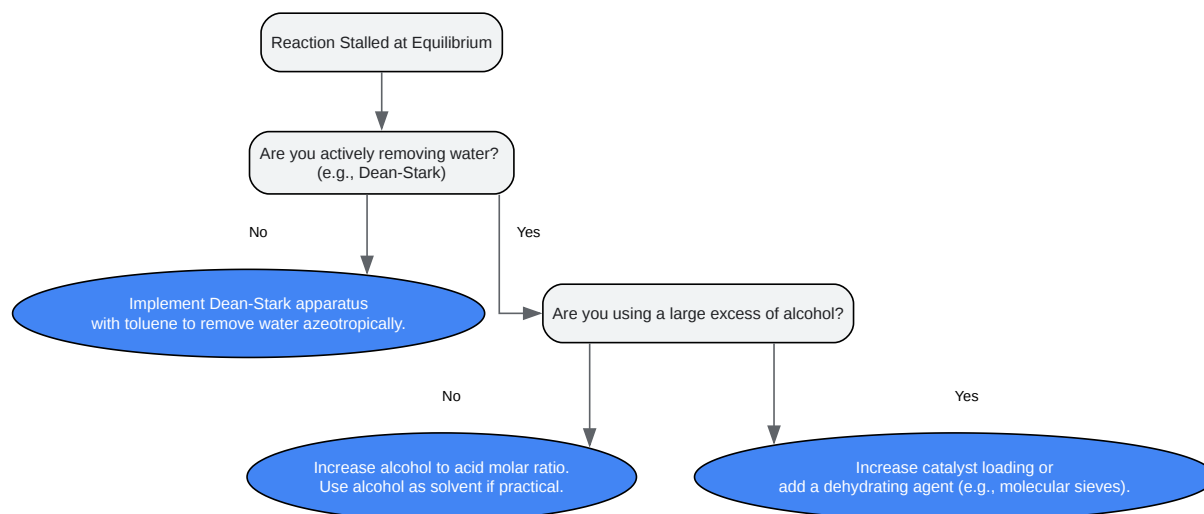 Reaction Stalled at Equilibrium
Are you actively removing water?
(e.g., Dean-Stark)
No
Yes
Implement Dean-Stark apparatus
with toluene to remove water azeotropically.
Are you using a large excess of alcohol?
No
Yes
Increase alcohol to acid molar ratio.
Use alcohol as solvent if practical.
Increase catalyst loading or
add a dehydrating agent (e.g., molecular sieves).